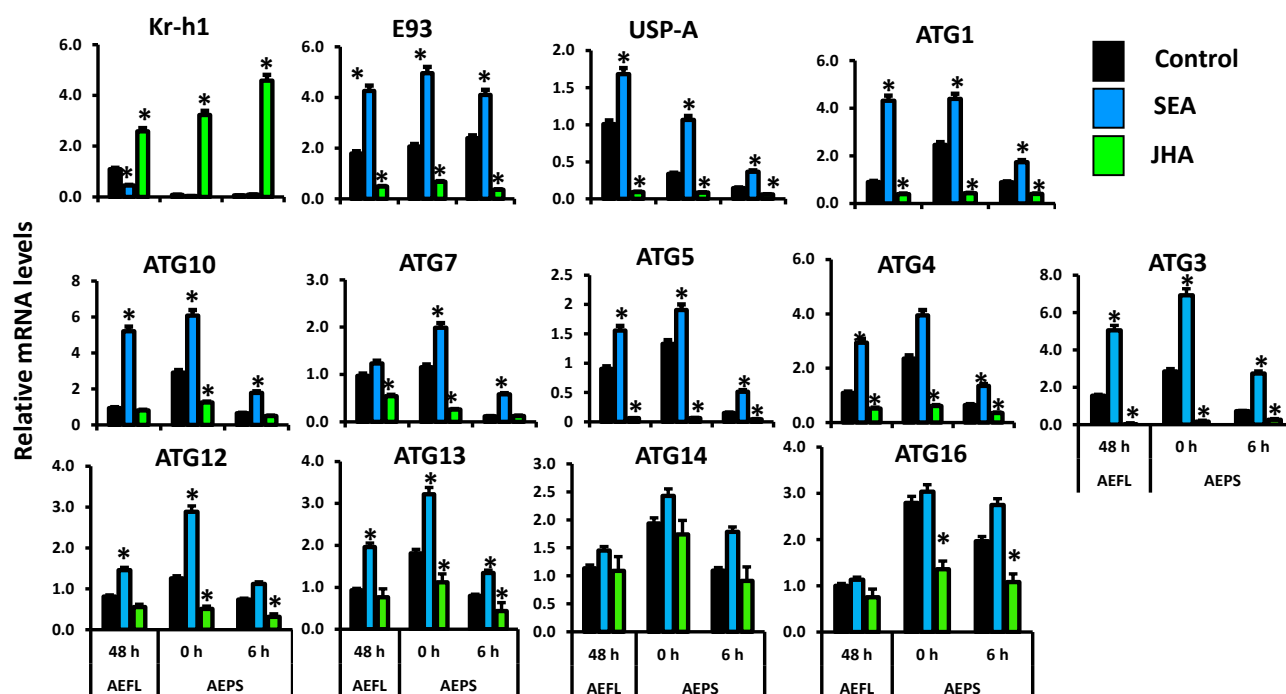 Kr-h1
6.0
4.0
2.0
0.0
* * * *
E93
6.0
4.0
2.0
0.0
* * * * * *
USP-A
2.0
1.5
1.0
0.5
0.0
* * * * * *
ATG1
6.0
4.0
2.0
0.0
* * * * * *
Control
SEA
JHA
Relative mRNA levels
ATG10
8
6
4
2
0
* * * *
ATG7
3.0
2.0
1.0
0.0
* * * *
ATG5
2.5
2
1.5
1
0.5
0
* * * * * *
ATG4
6.0
4.0
2.0
0.0
* * * * *
ATG3
8.0
6.0
4.0
2.0
0.0
* * * * * *
48 h 0 h 6 h
AEFL AEPS
ATG12
4.0
3.0
2.0
1.0
0.0
* * * *
48 h 0 h 6 h
AEFL AEPS
ATG13
4.0
3.0
2.0
1.0
0.0
* * * * *
48 h 0 h 6 h
AEFL AEPS
ATG14
3.0
2.5
2.0
1.5
1.0
0.5
0.0
48 h 0 h 6 h
AEFL AEPS
ATG16
4.0
3.0
2.0
1.0
0.0
* *
48 h 0 h 6 h
AEFL AEPS